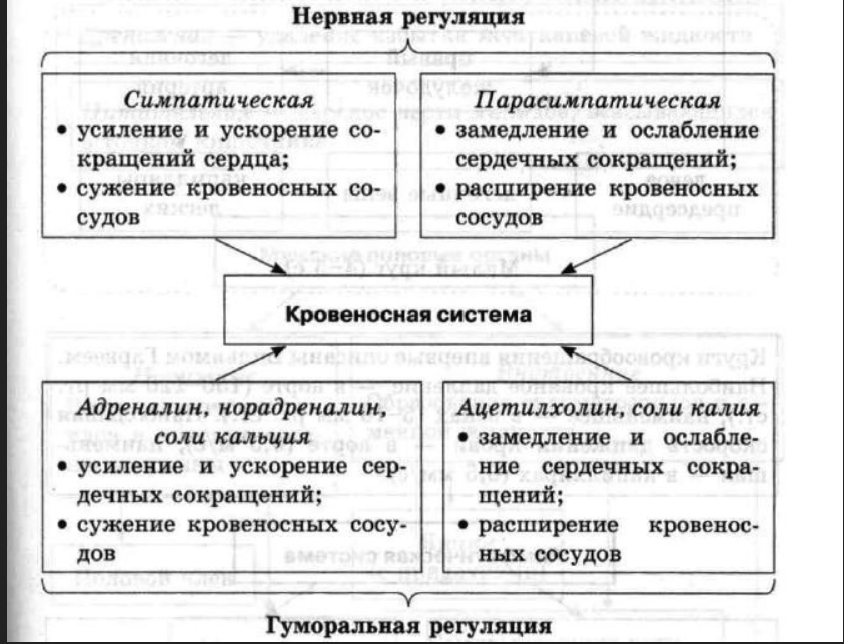 Нервная регуляция
Симпатическая
• усиление и ускорение со-
кращений сердца;
• сужение кровеносных со-
судов
Парасимпатическая
• замедление и ослабление
сердечных сокращений;
• расширение кровеносных
сосудов
Кровеносная система
Адреналин, норадреналин,
соли кальция
• усиление и ускорение сер-
дечных сокращений;
• сужение кровеносных сосу-
дов
Ацетилхолин, соли калия
• замедление и ослабле-
ние сердечных сокра-
щений;
• расширение кровенос-
ных сосудов
Гуморальная регуляция